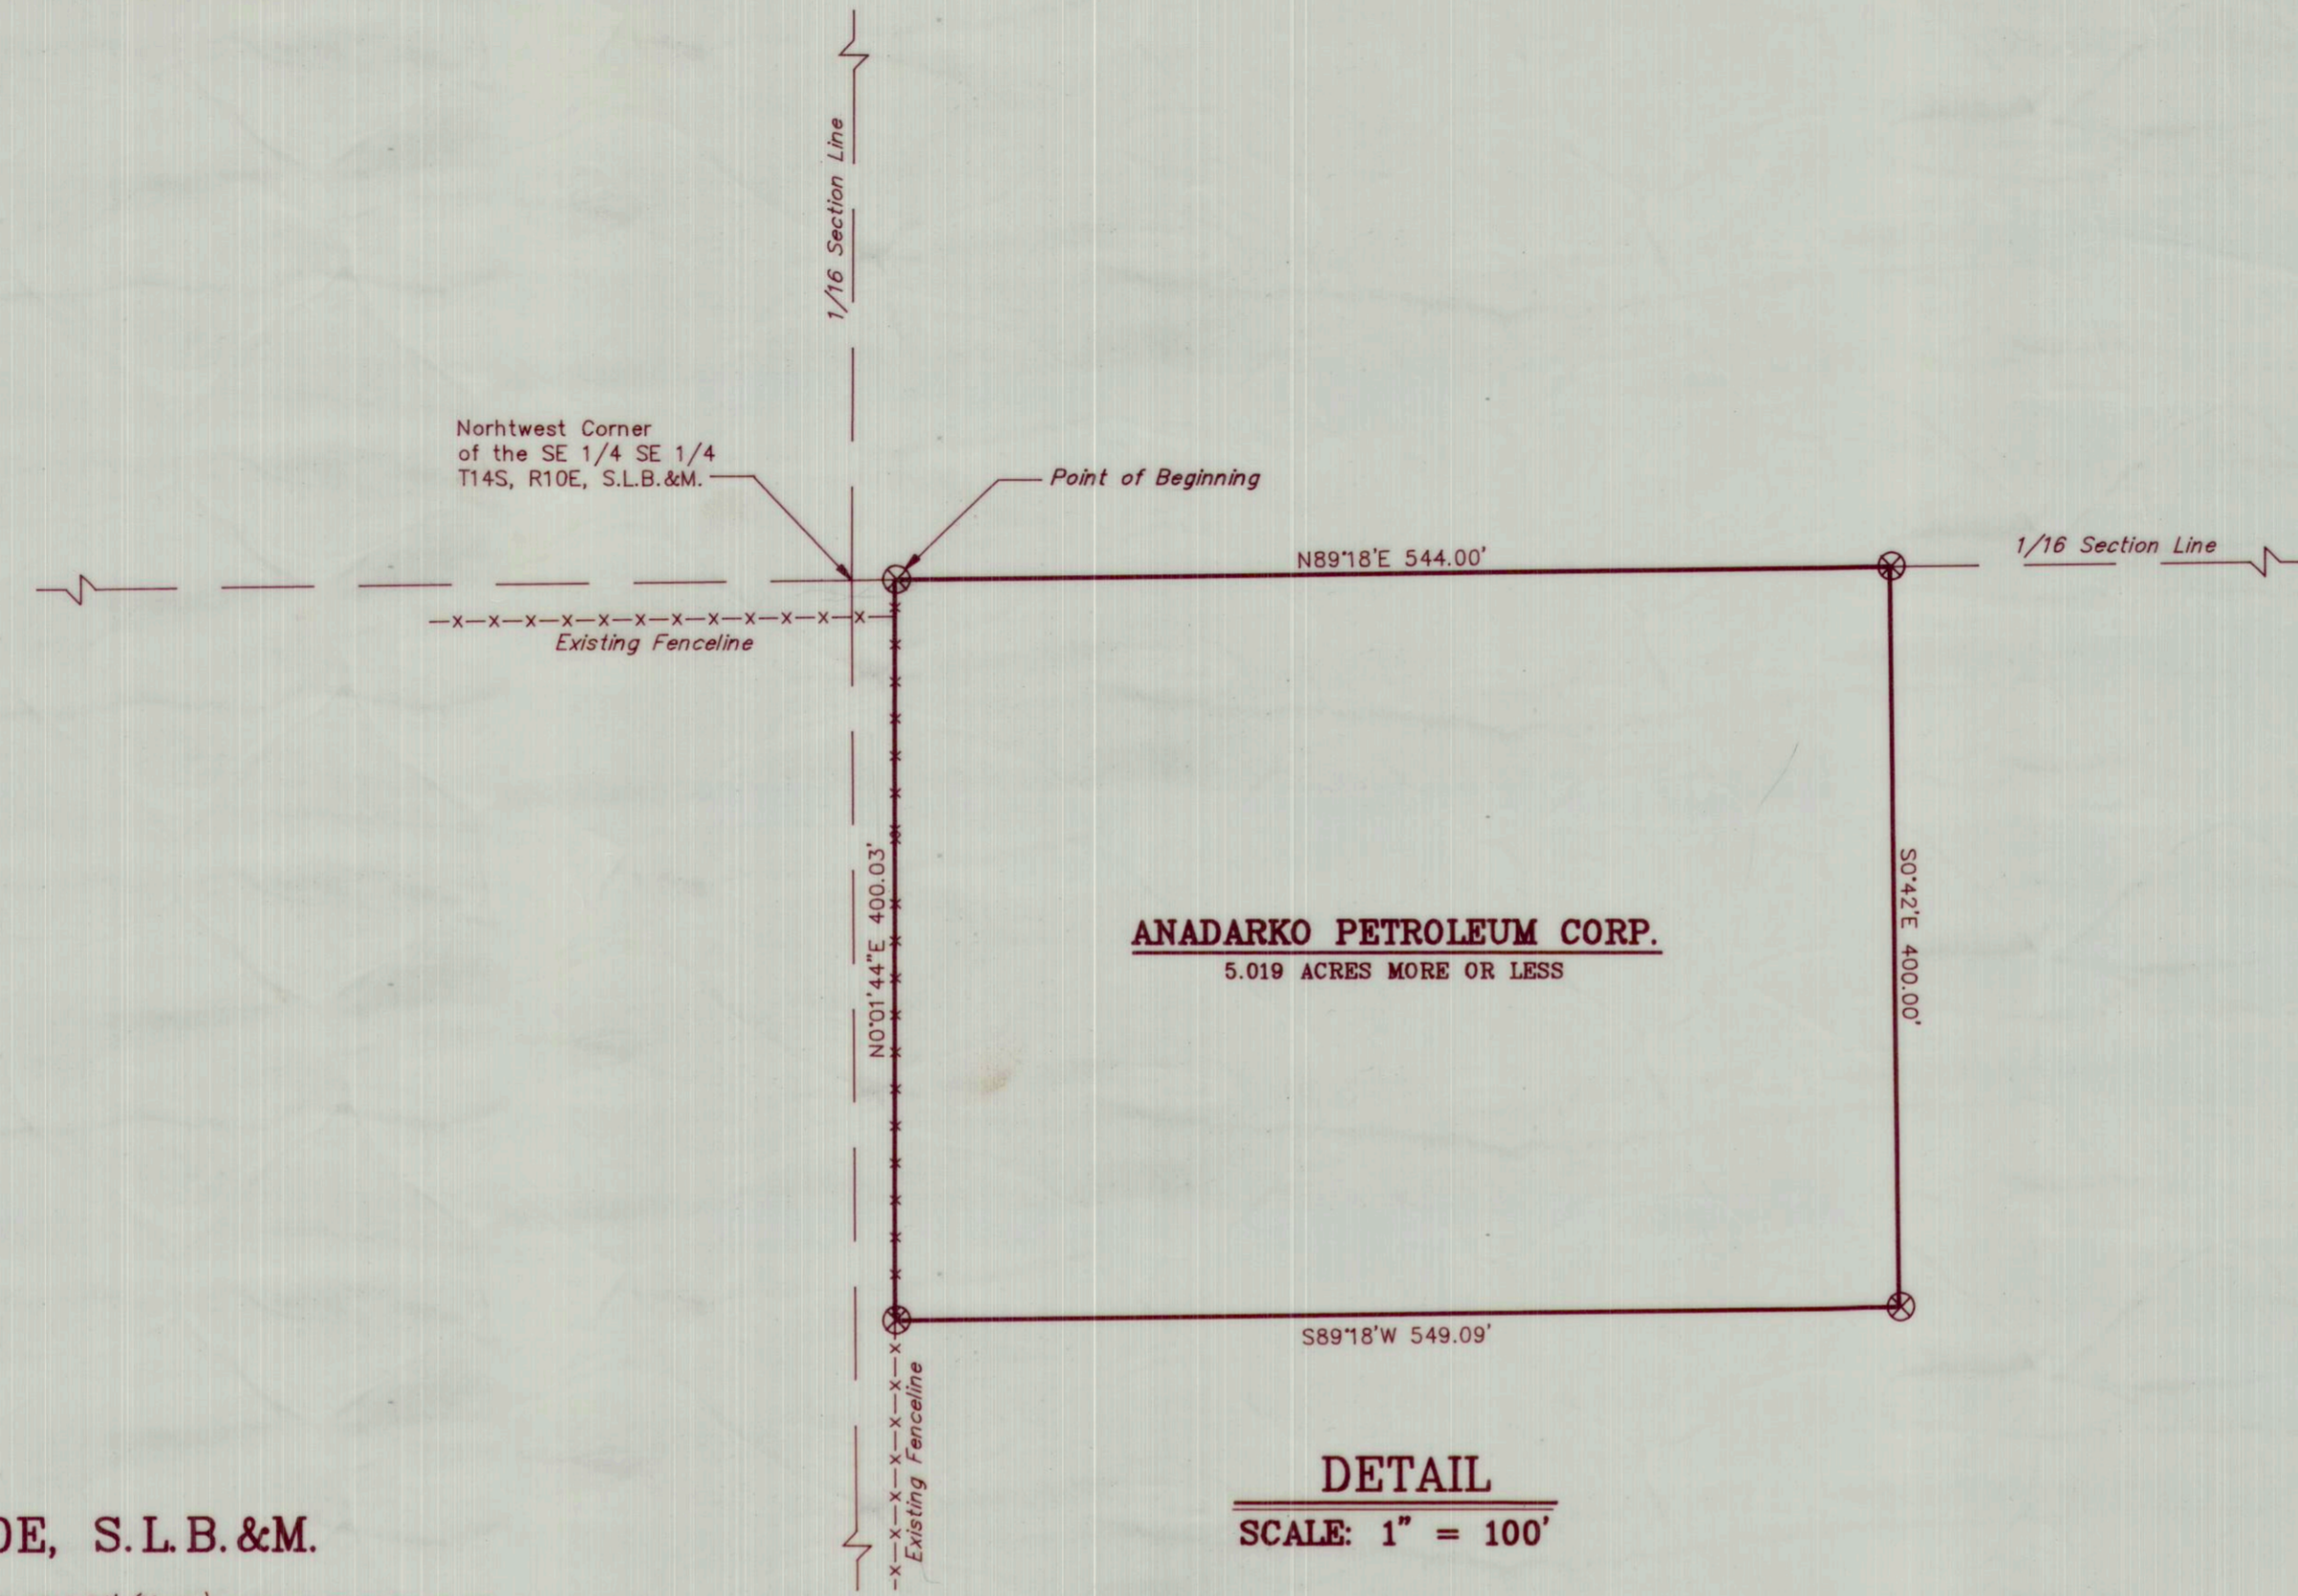 1/16 Section Line
Norhtwest Corner
of the SE 1/4 SE 1/4
T14S, R10E, S.L.B.&M.
Point of Beginning
N89°18'E 544.00'
1/16 Section Line
Existing Fenceline
N0°01'44"E 400.03'
S0°42'E 400.00'
ANADARKO PETROLEUM CORP.
5.019 ACRES MORE OR LESS
S89°18'W 549.09'
Existing Fenceline
DETAIL
SCALE: 1" = 100'
E, S.L.B.&M.